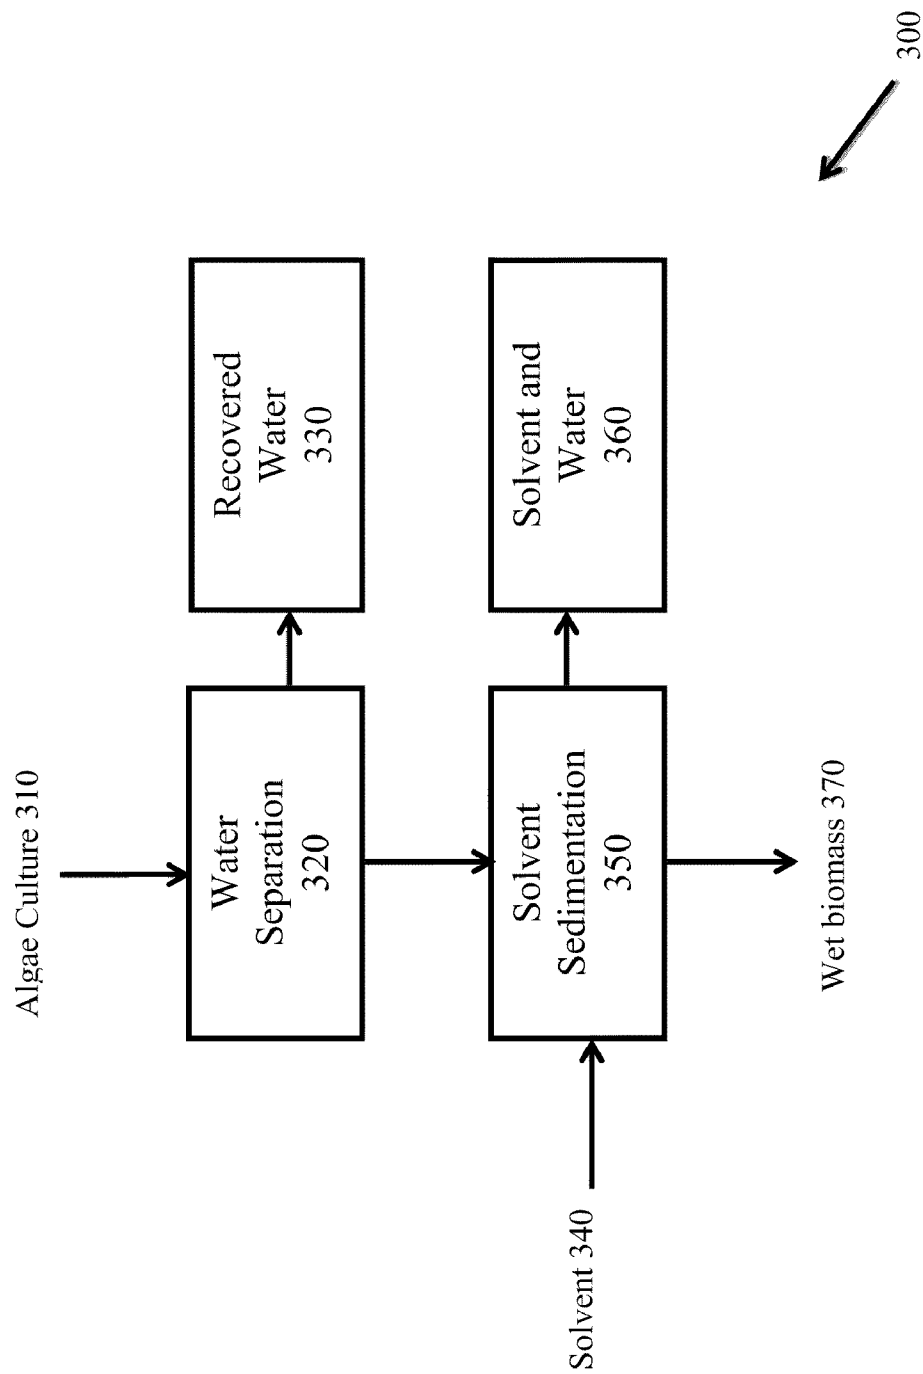 Algae Culture 310
Water
Separation
320
Recovered
Water
330
Solvent 340
Solvent
Sedimentation
350
Solvent and
Water
360
Wet biomass 370
300